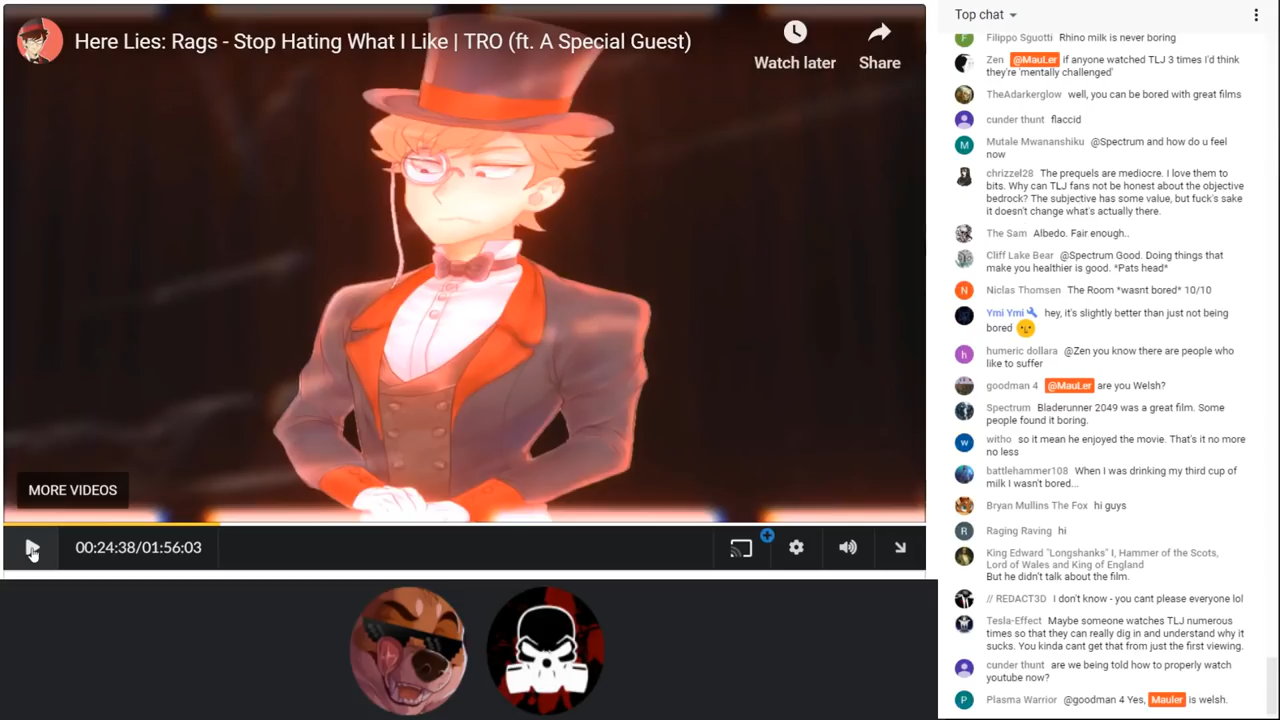 Here Lies: Rags - Stop Hating What I Like | TRO (ft. A Special Guest)
Watch later
Share
MORE VIDEOS
00:24:38/01:56:03
Top chat
Filippo Sguotti Rhino milk is never boring
Zen @MauLer if anyone watched TLJ 3 times I'd think
they're 'mentally challenged'
TheAdarkerglow well, you can be bored with great films
cunder thunt flaccid
Mutale Mwananshiku @Spectrum and how do u feel
now
chrizzel28 The prequels are mediocre. I love them to
bits. Why can TLJ fans not be honest about the objective
bedrock? The subjective has some value, but fuck's sake
it doesn't change what's actually there.
The Sam Albedo. Fair enough..
Cliff Lake Bear @Spectrum Good. Doing things that
make you healthier is good. *Pats head*
N
Niclas Thomsen The Room *wasnt bored* 10/10
Ymi Ymi hey, it's slightly better than just not being
bored
h
humeric dollara @Zen you know there are people who
like to suffer
goodman 4 @MauLer are you Welsh?
Spectrum Bladerunner 2049 was a great film. Some
people found it boring.
w
witho so it mean he enjoyed the movie. That's it no more
no less
battlehammer108 When I was drinking my third cup of
milk I wasn't bored...
Bryan Mullins The Fox hi guys
R
Raging Raving hi
King Edward "Longshanks" I, Hammer of the Scots,
Lord of Wales and King of England
But he didn't talk about the film.
// REDACT3D I don't know - you cant please everyone lol
Tesla-Effect Maybe someone watches TLJ numerous
times so that they can really dig in and understand why it
sucks. You kinda cant get that from just the first viewing.
cunder thunt are we being told how to properly watch
youtube now?
P
Plasma Warrior @goodman 4 Yes, Mauler is welsh.